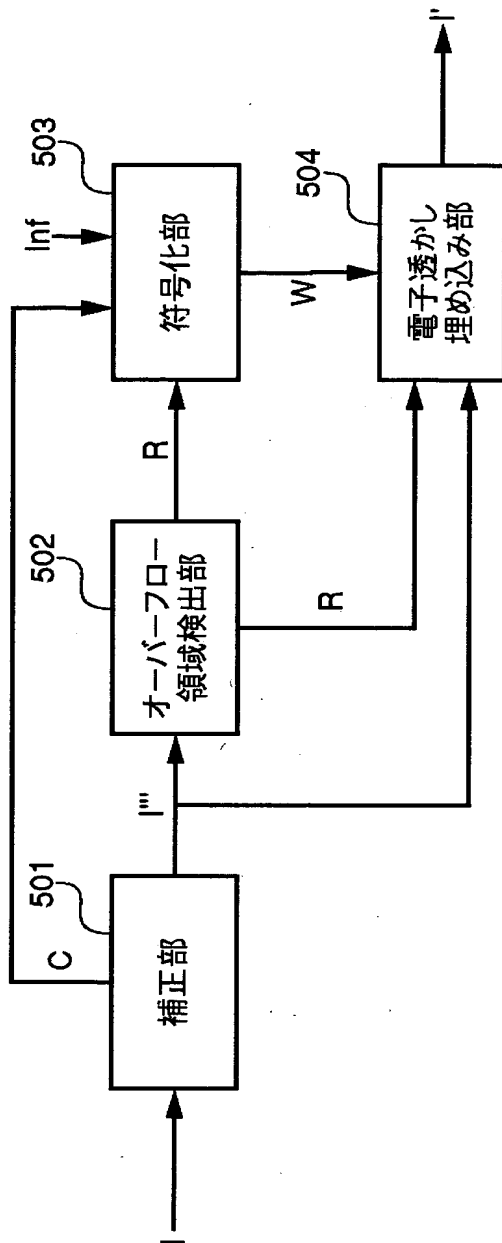 I
補正部
501
C
I'''
オーバーフロー
領域検出部
502
R
R
符号化部
503
Inf
W
電子透かし
埋め込み部
504
I'